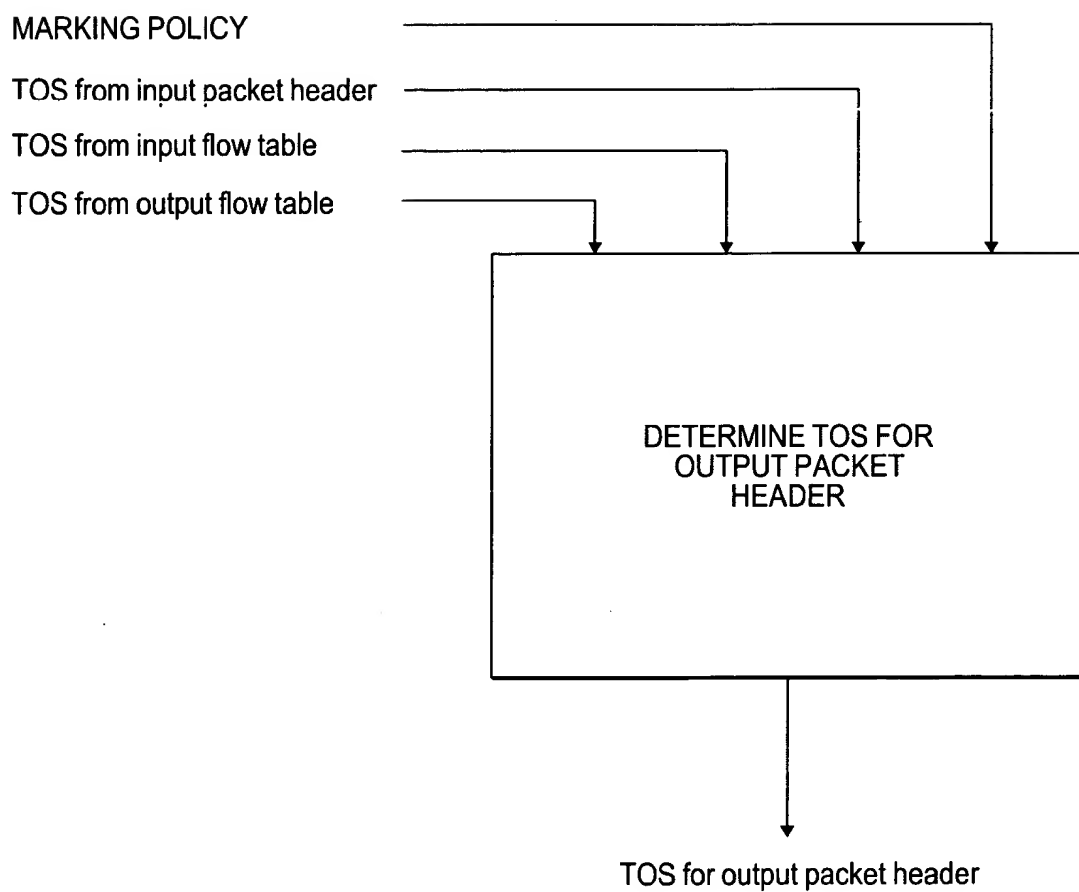 MARKING POLICY
TOS from input packet header
TOS from input flow table
TOS from output flow table
DETERMINE TOS FOR
OUTPUT PACKET
HEADER
TOS for output packet header